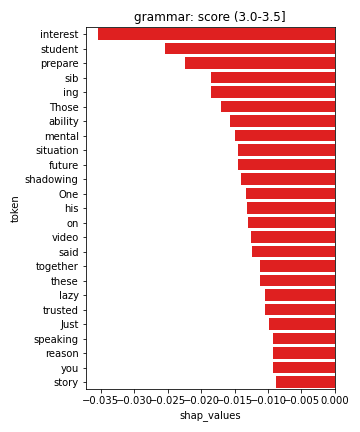 grammar: score (3.0-3.5]
interest
student
prepare
sib
ing
Those
ability
mental
situation
future
shadowing
One
his
on
video
said
together
these
lazy
trusted
Just
speaking
reason
you
story
token
−0.035−0.030−0.025−0.020−0.015−0.010−0.005 0.000
shap_values